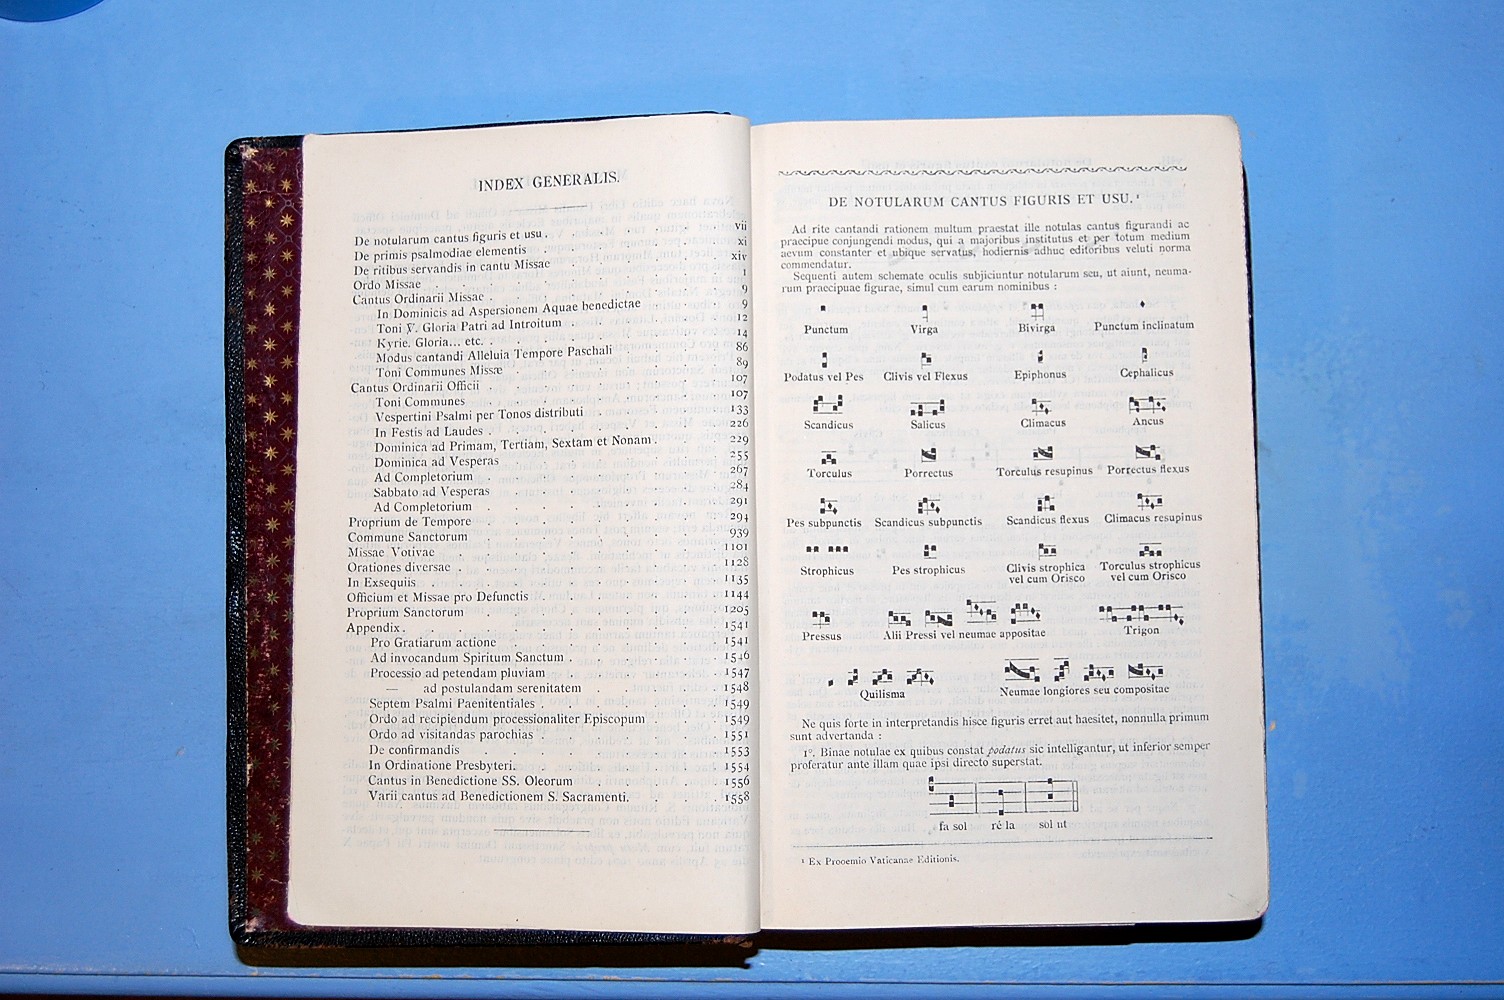 INDEX GENERALIS.
De notularum cantus figuris et usu . vii
De primis psalmodiae elementis . xi
De ritibus servandis in cantu Missae xiv
Ordo Missae . 1
Cantus Ordinarii Missae . 9
In Dominicis ad Aspersionem Aquae benedictae 9
Toni ℣. Gloria Patri ad Introitum . 12
Kyrie. Gloria... etc. . 14
Modus cantandi Alleluia Tempore Paschali 86
Toni Communes Missæ . 89
Cantus Ordinarii Officii . 107
Toni Communes 107
Vespertini Psalmi per Tonos distributi 133
In Festis ad Laudes . 226
Dominica ad Primam, Tertiam, Sextam et Nonam . 229
Dominica ad Vesperas . 255
Ad Completorium . 267
Sabbato ad Vesperas . 284
Ad Completorium . 291
Proprium de Tempore . 294
Commune Sanctorum . 939
Missae Votivae . 1101
Orationes diversae . 1128
In Exsequiis . 1135
Officium et Missae pro Defunctis . 1144
Proprium Sanctorum . 1205
Appendix . 1541
Pro Gratiarum actione . 1541
Ad invocandum Spiritum Sanctum . 1546
Processio ad petendam pluviam . 1547
— ad postulandam serenitatem . 1548
Septem Psalmi Paenitentiales . 1549
Ordo ad recipiendum processionaliter Episcopum . 1549
Ordo ad visitandas parochias . 1551
De confirmandis . 1553
In Ordinatione Presbyteri. . 1554
Cantus in Benedictione SS. Oleorum . 1556
Varii cantus ad Benedictionem S. Sacramenti. . 1558
DE NOTULARUM CANTUS FIGURIS ET USU. ¹
Ad rite cantandi rationem multum praestat ille notulas cantus figurandi ac
praecipue conjungendi modus, qui a majoribus institutus et per totum medium
aevum constanter et ubique servatus, hodiernis adhuc editoribus veluti norma
commendatur.
Sequenti autem schemate oculis subjiciuntur notularum seu, ut aiunt, neuma-
rum praecipuae figurae, simul cum earum nominibus :
Punctum Virga Bivirga Punctum inclinatum
Podatus vel Pes Clivis vel Flexus Epiphonus Cephalicus
Scandicus Salicus Climacus Ancus
Torculus Porrectus Torculus resupinus Porrectus flexus
Pes subpunctis Scandicus subpunctis Scandicus flexus Climacus resupinus
Strophicus Pes strophicus Clivis strophica Torculus strophicus
vel cum Orisco vel cum Orisco
Pressus Alii Pressi vel neumae appositae Trigon
Quilisma Neumae longiores seu compositae
Ne quis forte in interpretandis hisce figuris erret aut haesitet, nonnulla primum
sunt advertenda :
1°. Binae notulae ex quibus constat podatus sic intelligantur, ut inferior semper
proferatur ante illam quae ipsi directo superstat.
fa sol ré la sol ut
¹ Ex Prooemio Vaticanae Editionis.